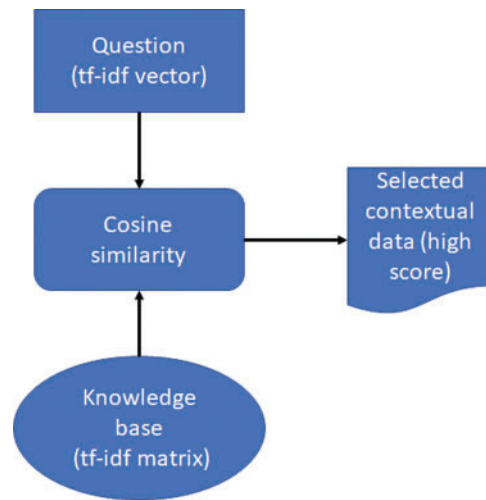 Question
(tf-idf vector)
Cosine
similarity
Selected
contextual
data (high
score)
Knowledge
base
(tf-idf matrix)